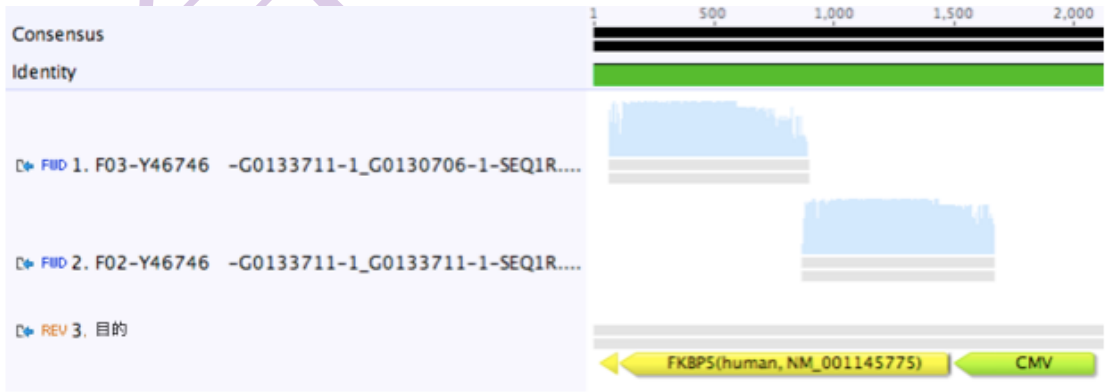 1 500 1,000 1,500 2,000
Consensus
Identity
FWD 1. F03-Y46746 -G0133711-1_G0130706-1-SEQ1R....
FWD 2. F02-Y46746 -G0133711-1_G0133711-1-SEQ1R....
REV 3. 目的
FKBP5(human, NM_001145775) CMV